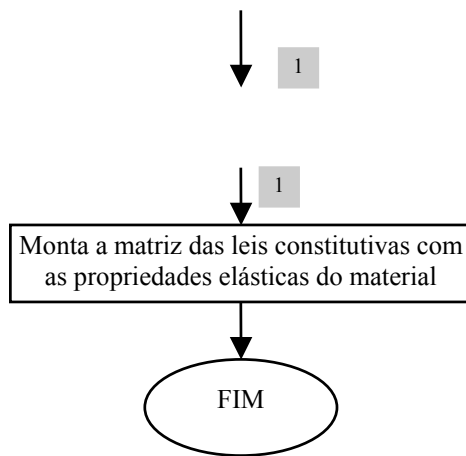 1
1
Monta a matriz das leis constitutivas com
as propriedades elásticas do material
FIM